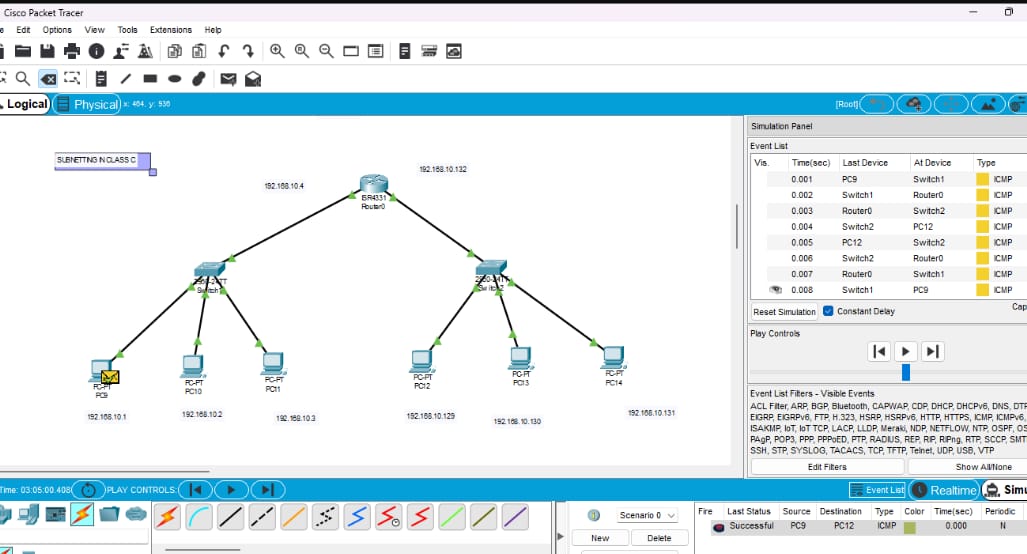 Cisco Packet Tracer
Edit Options View Tools Extensions Help
Logical Physical x: 464, y: 936 [Root]
SUBNETTING IN CLASS C
192.168.10.4
192.168.10.132
ISR4331
Router0
2960-24TT
Switch1
2960-24TT
Switch2
PC-PT
PC9
PC-PT
PC10
PC-PT
PC11
PC-PT
PC12
PC-PT
PC13
PC-PT
PC14
192.168.10.1
192.168.10.2
192.168.10.3
192.168.10.129
192.168.10.130
192.168.10.131
Simulation Panel
Event List
Vis. Time(sec) Last Device At Device Type
0.001 PC9 Switch1 ICMP
0.002 Switch1 Router0 ICMP
0.003 Router0 Switch2 ICMP
0.004 Switch2 PC12 ICMP
0.005 PC12 Switch2 ICMP
0.006 Switch2 Router0 ICMP
0.007 Router0 Switch1 ICMP
0.008 Switch1 PC9 ICMP
Reset Simulation Constant Delay Cap
Play Controls
Event List Filters - Visible Events
ACL Filter, ARP, BGP, Bluetooth, CAPWAP, CDP, DHCP, DHCPv6, DNS, DTP
EIGRP, EIGRPv6, FTP, H.323, HSRP, HSRPv6, HTTP, HTTPS, ICMP, ICMPv6,
ISAKMP, IoT, IoT TCP, LACP, LLDP, Meraki, NDP, NETFLOW, NTP, OSPF, OS
PAgP, POP3, PPP, PPPoED, PTP, RADIUS, REP, RIP, RIPng, RTP, SCCP, SMT
SSH, STP, SYSLOG, TACACS, TCP, TFTP, Telnet, UDP, USB, VTP
Edit Filters Show All/None
Time: 03:05:00.408 PLAY CONTROLS: Event List Realtime Simu
Scenario 0
New Delete
Fire Last Status Source Destination Type Color Time(sec) Periodic
Successful PC9 PC12 ICMP 0.000 N